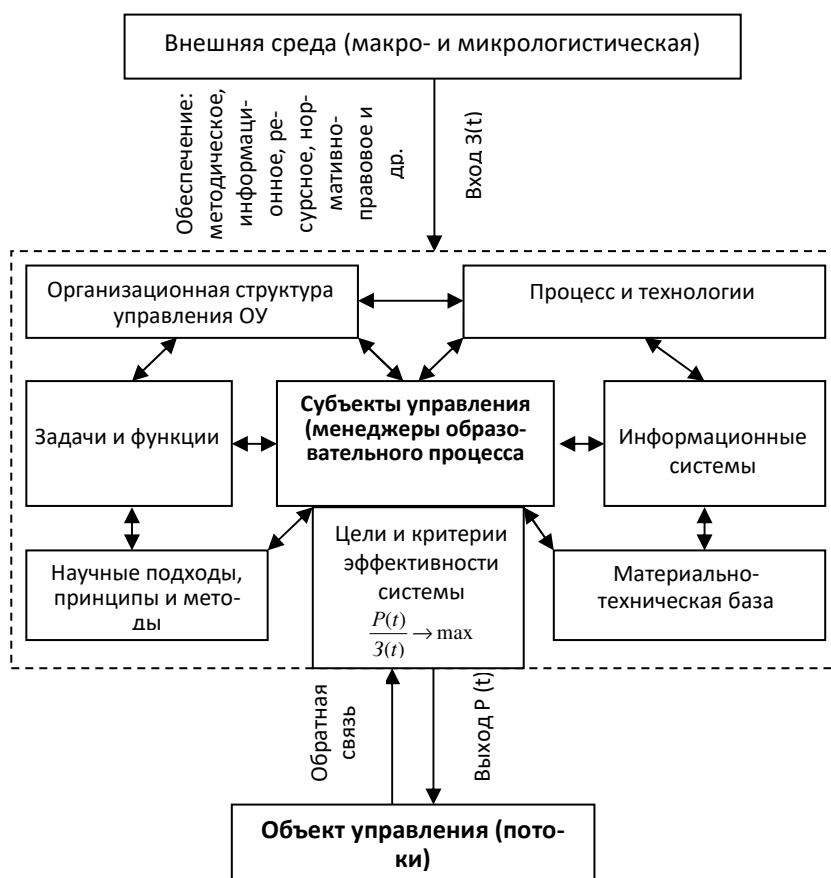 Внешняя среда (макро- и микрологистическая)
Обеспечение:
методическое,
информаци-
онное, ре-
сурсное, нор-
мативно-
правовое и
др.
Вход З(t)
Организационная структура
управления ОУ
Процесс и технологии
Задачи и функции
Субъекты управления
(менеджеры образо-
вательного процесса
Информационные
системы
Научные подходы,
принципы и мето-
ды
Цели и критерии
эффективности
системы
P(t)
З(t)
→ max
Материально-
техническая база
Обратная
связь
Выход P (t)
Объект управления (пото-
ки)